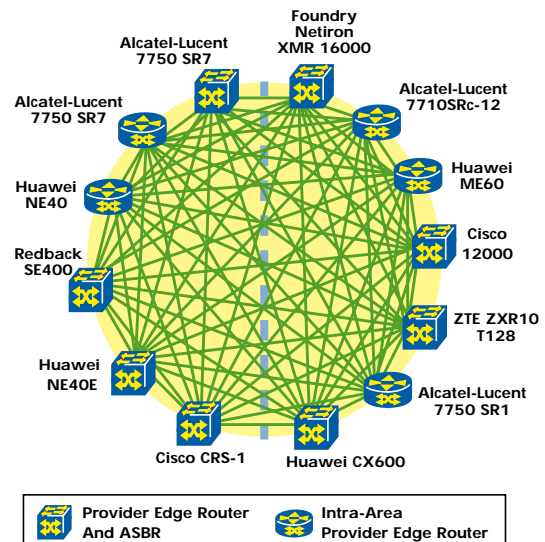 Foundry
Netiron
XMR 16000
Alcatel-Lucent
7750 SR7
Alcatel-Lucent
7710SRc-12
Alcatel-Lucent
7750 SR7
Huawei
ME60
Huawei
NE40
Cisco
12000
Redback
SE400
ZTE ZXR10
T128
Huawei
NE40E
Alcatel-Lucent
7750 SR1
Cisco CRS-1
Huawei CX600
Provider Edge Router
And ASBR
Intra-Area
Provider Edge Router